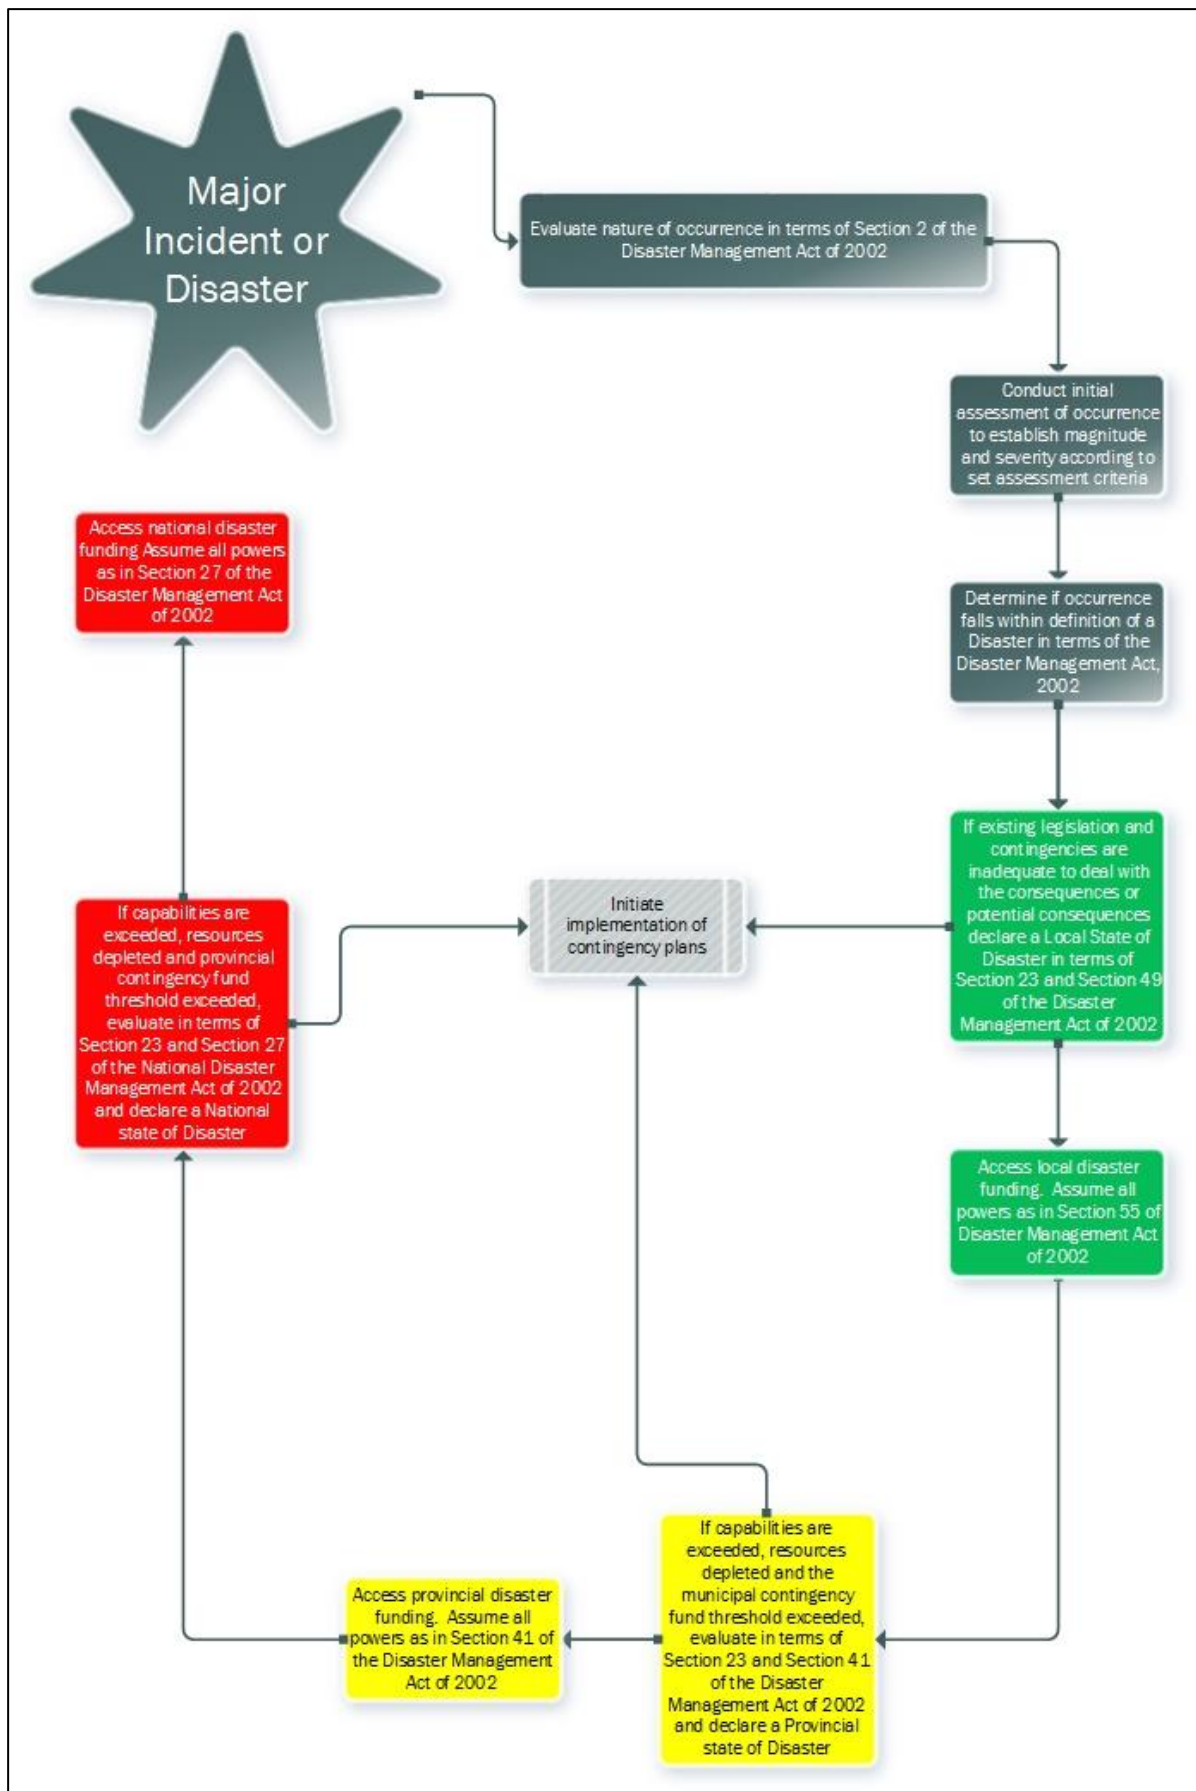 Major
Incident or
Disaster
Evaluate nature of occurrence in terms of Section 2 of the
Disaster Management Act of 2002
Conduct initial
assessment of occurrence
to establish magnitude
and severity according to
set assessment criteria
Determine if occurrence
falls within definition of a
Disaster in terms of the
Disaster Management Act,
2002
If existing legislation and
contingencies are
inadequate to deal with
the consequences or
potential consequences
declare a Local State of
Disaster in terms of
Section 23 and Section 49
of the Disaster
Management Act of 2002
Access local disaster
funding. Assume all
powers as in Section 55 of
Disaster Management Act
of 2002
If capabilities are
exceeded, resources
depleted and the
municipal contingency
fund threshold exceeded,
evaluate in terms of
Section 23 and Section 41
of the Disaster
Management Act of 2002
and declare a Provincial
state of Disaster
Access provincial disaster
funding. Assume all
powers as in Section 41 of
the Disaster Management
Act of 2002
If capabilities are
exceeded, resources
depleted and provincial
contingency fund
threshold exceeded,
evaluate in terms of
Section 23 and Section 27
of the National Disaster
Management Act of 2002
and declare a National
state of Disaster
Access national disaster
funding Assume all powers
as in Section 27 of the
Disaster Management Act
of 2002
Initiate
implementation of
contingency plans